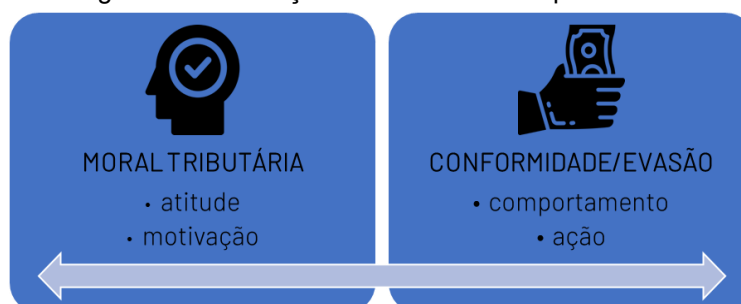 MORAL TRIBUTÁRIA
• atitude
• motivação
CONFORMIDADE/EVASÃO
• comportamento
• ação